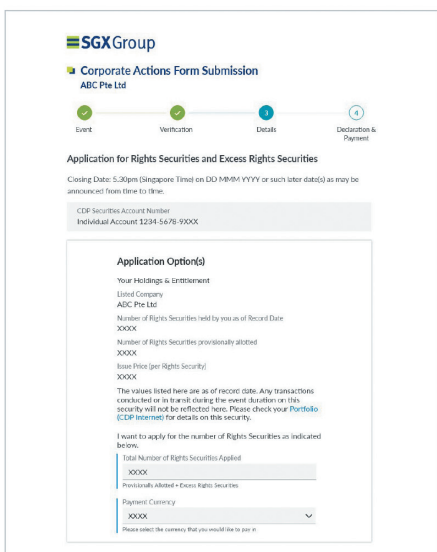 SGXGroup
Corporate Actions Form Submission
ABC Pte Ltd
3
4
Event
Verification
Details
Declaration &
Payment
Application for Rights Securities and Excess Rights Securities
Closing Date: 5.30pm (Singapore Time) on DD MMM YYYY or such later date(s) as may be
announced from time to time.
CDP Securities Account Number
Individual Account 1234-5678-9XXX
Application Option(s)
Your Holdings & Entitlement
Listed Company
ABC Pte Ltd
Number of Rights Securities held by you as of Record Date
XXXX
Number of Rights Securities provisionally allotted
XXXX
Issue Price (per Rights Security)
XXXX
The values listed here are as of record date. Any transactions
conducted or in transit during the event duration on this
security will not be reflected here. Please check your Portfolio
(CDP Internet) for details on this security.
I want to apply for the number of Rights Securities as indicated
below.
Total Number of Rights Securities Applied
XXXX
Provisionally Allotted + Excess Rights Securities
Payment Currency
XXXX
Please select the currency that you would like to pay in